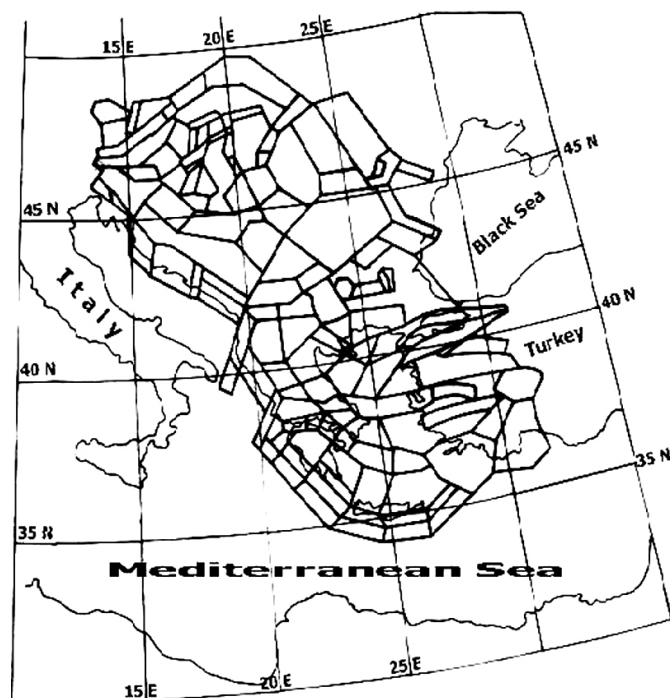 15 E
20 E
25 E
45 N
45 N
Black Sea
Italy
40 N
Turkey
40 N
35 N
35 N
Mediterranean Sea
15 E
20 E
25 E